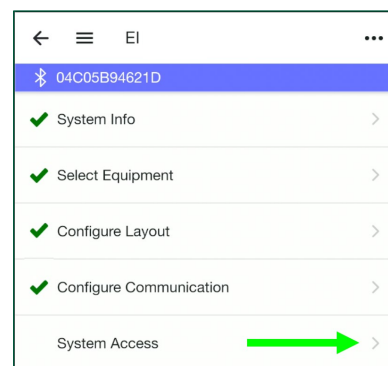 EI
04C05B94621D
System Info
Select Equipment
Configure Layout
Configure Communication
System Access